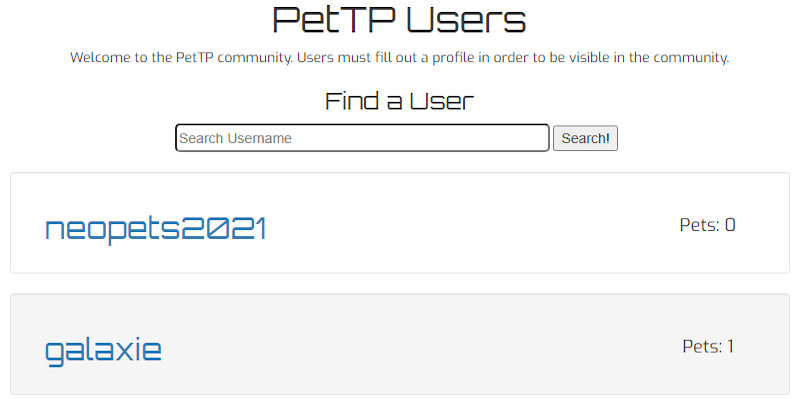 PetTP Users
Welcome to the PetTP community. Users must fill out a profile in order to be visible in the community.
Find a User
Search Username Search!
neopets2021 Pets: 0
galaxie Pets: 1